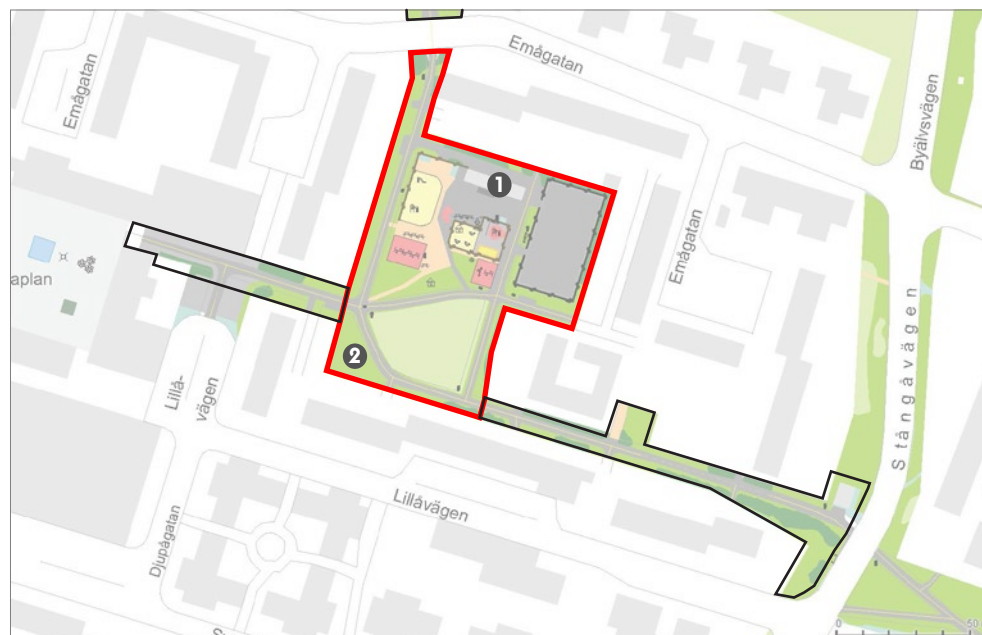 Emågatan
Emågatan
Byälvsvägen
1
Emågatan
aplan
Stångåvägen
2
Lillå-
vägen
Lillåvägen
Djupågatan
0
50